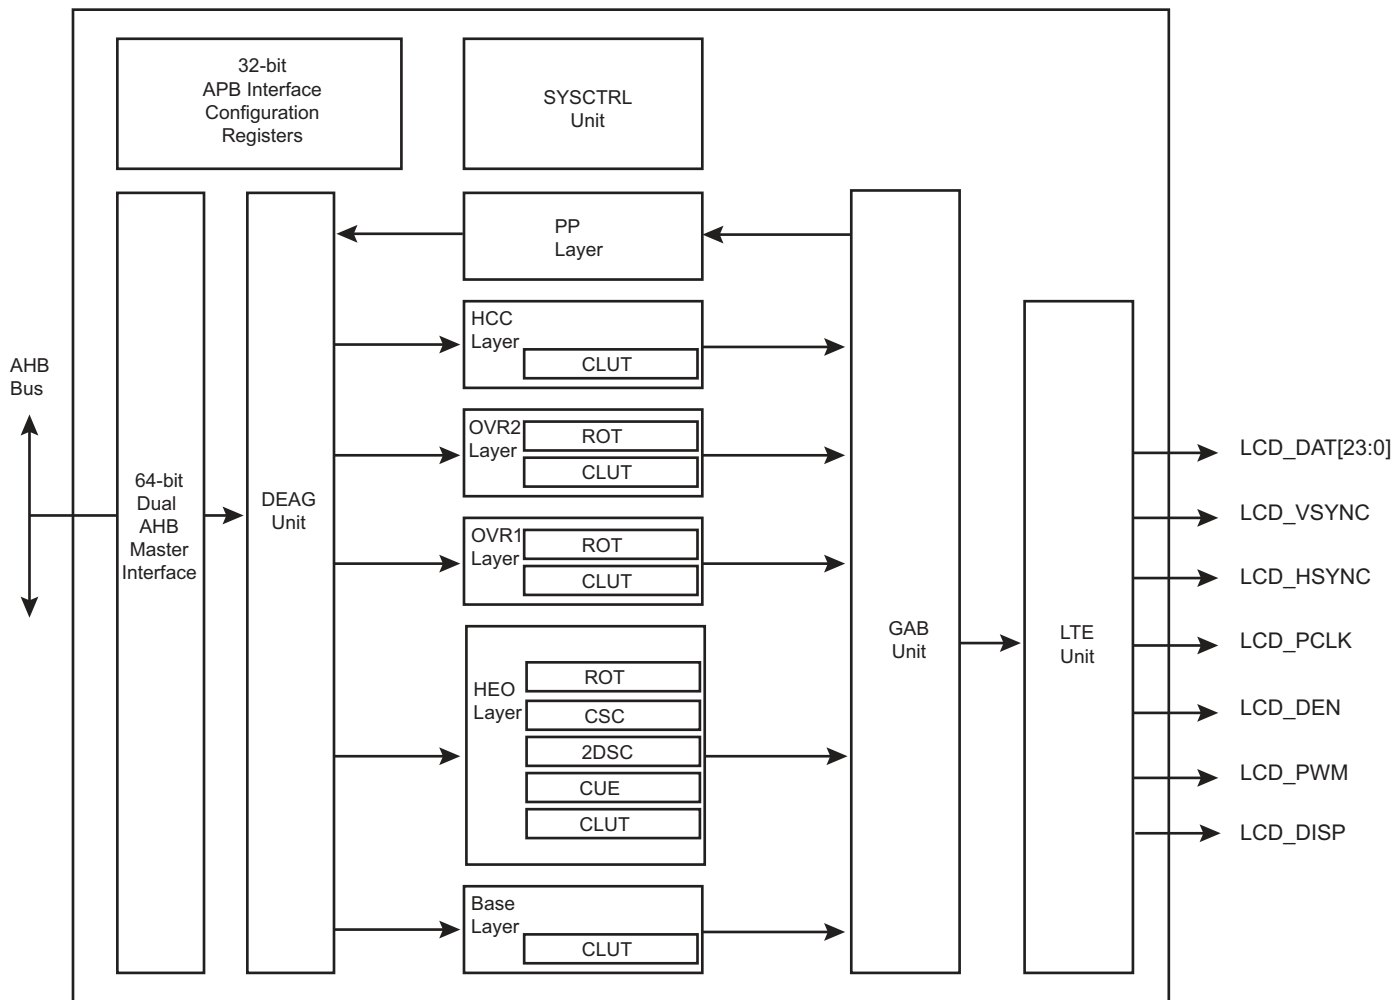 32-bit
APB Interface
Configuration
Registers
SYSCTRL
Unit
PP
Layer
HCC
Layer
CLUT
AHB
Bus
OVR2
Layer
ROT
CLUT
64-bit
Dual
AHB
Master
Interface
DEAG
Unit
OVR1
Layer
ROT
CLUT
HEO
Layer
ROT
CSC
2DSC
CUE
CLUT
Base
Layer
CLUT
GAB
Unit
LTE
Unit
LCD_DAT[23:0]
LCD_VSYNC
LCD_HSYNC
LCD_PCLK
LCD_DEN
LCD_PWM
LCD_DISP